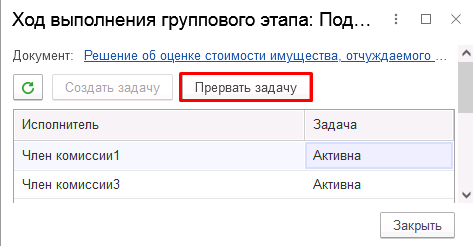 Ход выполнения группового этапа: Под...
Документ: Решение об оценке стоимости имущества, отчуждаемого ...
Создать задачу Прервать задачу
Исполнитель Задача
Член комиссии1 Активна
Член комиссии3 Активна
Закрыть